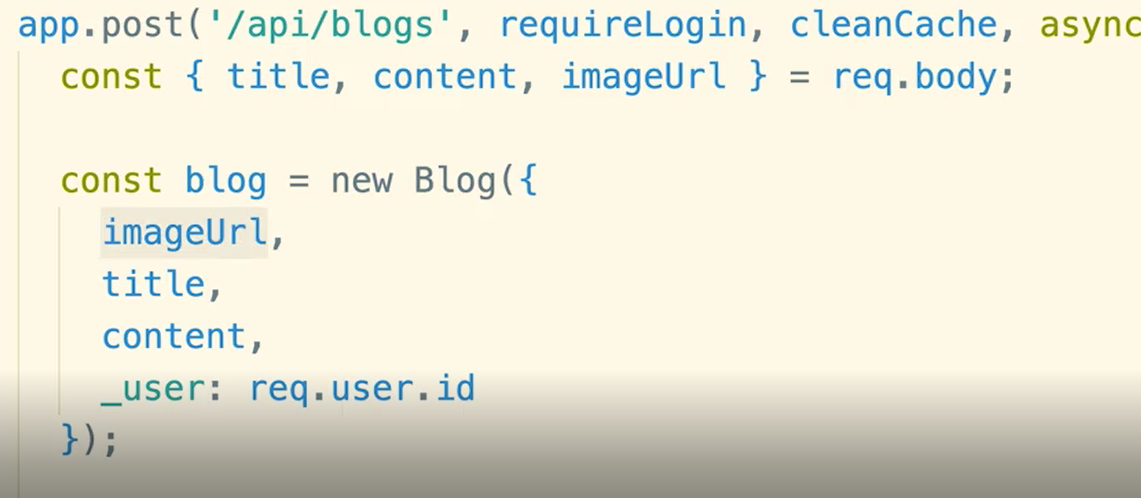 app.post('/api/blogs', requireLogin, cleanCache, async
const { title, content, imageUrl } = req.body;
const blog = new Blog({
imageUrl,
title,
content,
_user: req.user.id
});